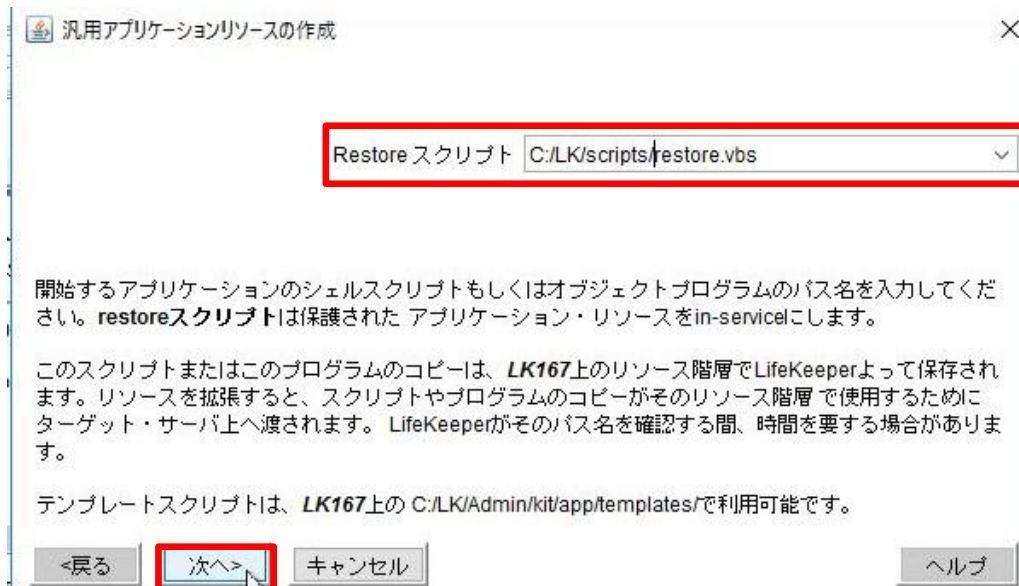 汎用アプリケーションリソースの作成
Restore スクリプト C:/LK/scripts/restore.vbs
開始するアプリケーションのシェルスクリプトもしくはオブジェクトプログラムのパス名を入力してくだ
さい。restoreスクリプトは保護された アプリケーション・リソースをin-serviceにします。
このスクリプトまたはこのプログラムのコピーは、LK167上のリソース階層でLifeKeeperよって保存され
ます。リソースを拡張すると、スクリプトやプログラムのコピーがそのリソース階層 で使用するために
ターゲット・サーバ上へ渡されます。 LifeKeeperがそのパス名を確認する間、時間を要する場合がありま
す。
テンプレートスクリプトは、LK167上の C:/LK/Admin/kit/app/templates/で利用可能です。
<戻る 次へ> キャンセル ヘルプ